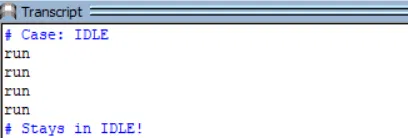 Transcript
# Case: IDLE
run
run
run
run
# Stays in IDLE!